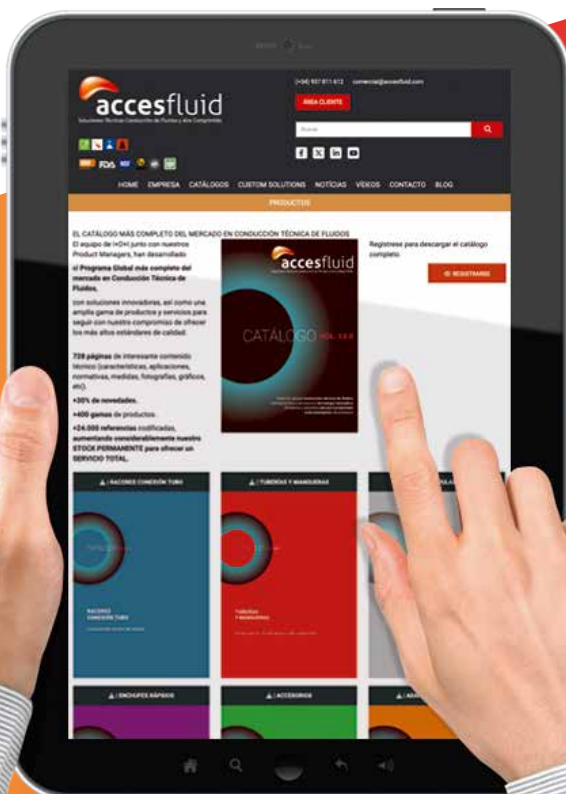 accesfluid
Soluciones Técnicas Conducción de Fluidos y Aire Comprimido
(+34) 937 811 612 comercial@accesfluid.com
ÁREA CLIENTE
Buscar
FDA NSF
HOME EMPRESA CATÁLOGOS CUSTOM SOLUTIONS NOTÍCIAS VÍDEOS CONTACTO BLOG
PRODUCTOS
EL CATÁLOGO MÁS COMPLETO DEL MERCADO EN CONDUCCIÓN TÉCNICA DE FLUIDOS
El equipo de I+D+I junto con nuestros
Product Managers, han desarrollado
el Programa Global más completo del
mercado en Conducción Técnica de
Fluidos,
con soluciones innovadoras, así como una
amplia gama de productos y servicios para
seguir con nuestro compromiso de ofrecer
los más altos estándares de calidad.
728 páginas de interesante contenido
técnico (características, aplicaciones,
normativas, medidas, fotografías, gráficos,
etc).
+30% de novedades.
+400 gamas de productos.
+24.000 referencias codificadas,
aumentando considerablemente nuestro
STOCK PERMANENTE para ofrecer un
SERVICIO TOTAL.
accesfluid
CATÁLOGO VOL.
Regístrese para descargar el catálogo
completo.
REGISTRARSE
| RACORES CONEXIÓN TUBO
| TUBERÍAS Y MANGUERAS
RACORES
CONEXIÓN TUBO
TUBERÍAS
Y MANGUERAS
| ENCHUFES RÁPIDOS
| ACCESORIOS